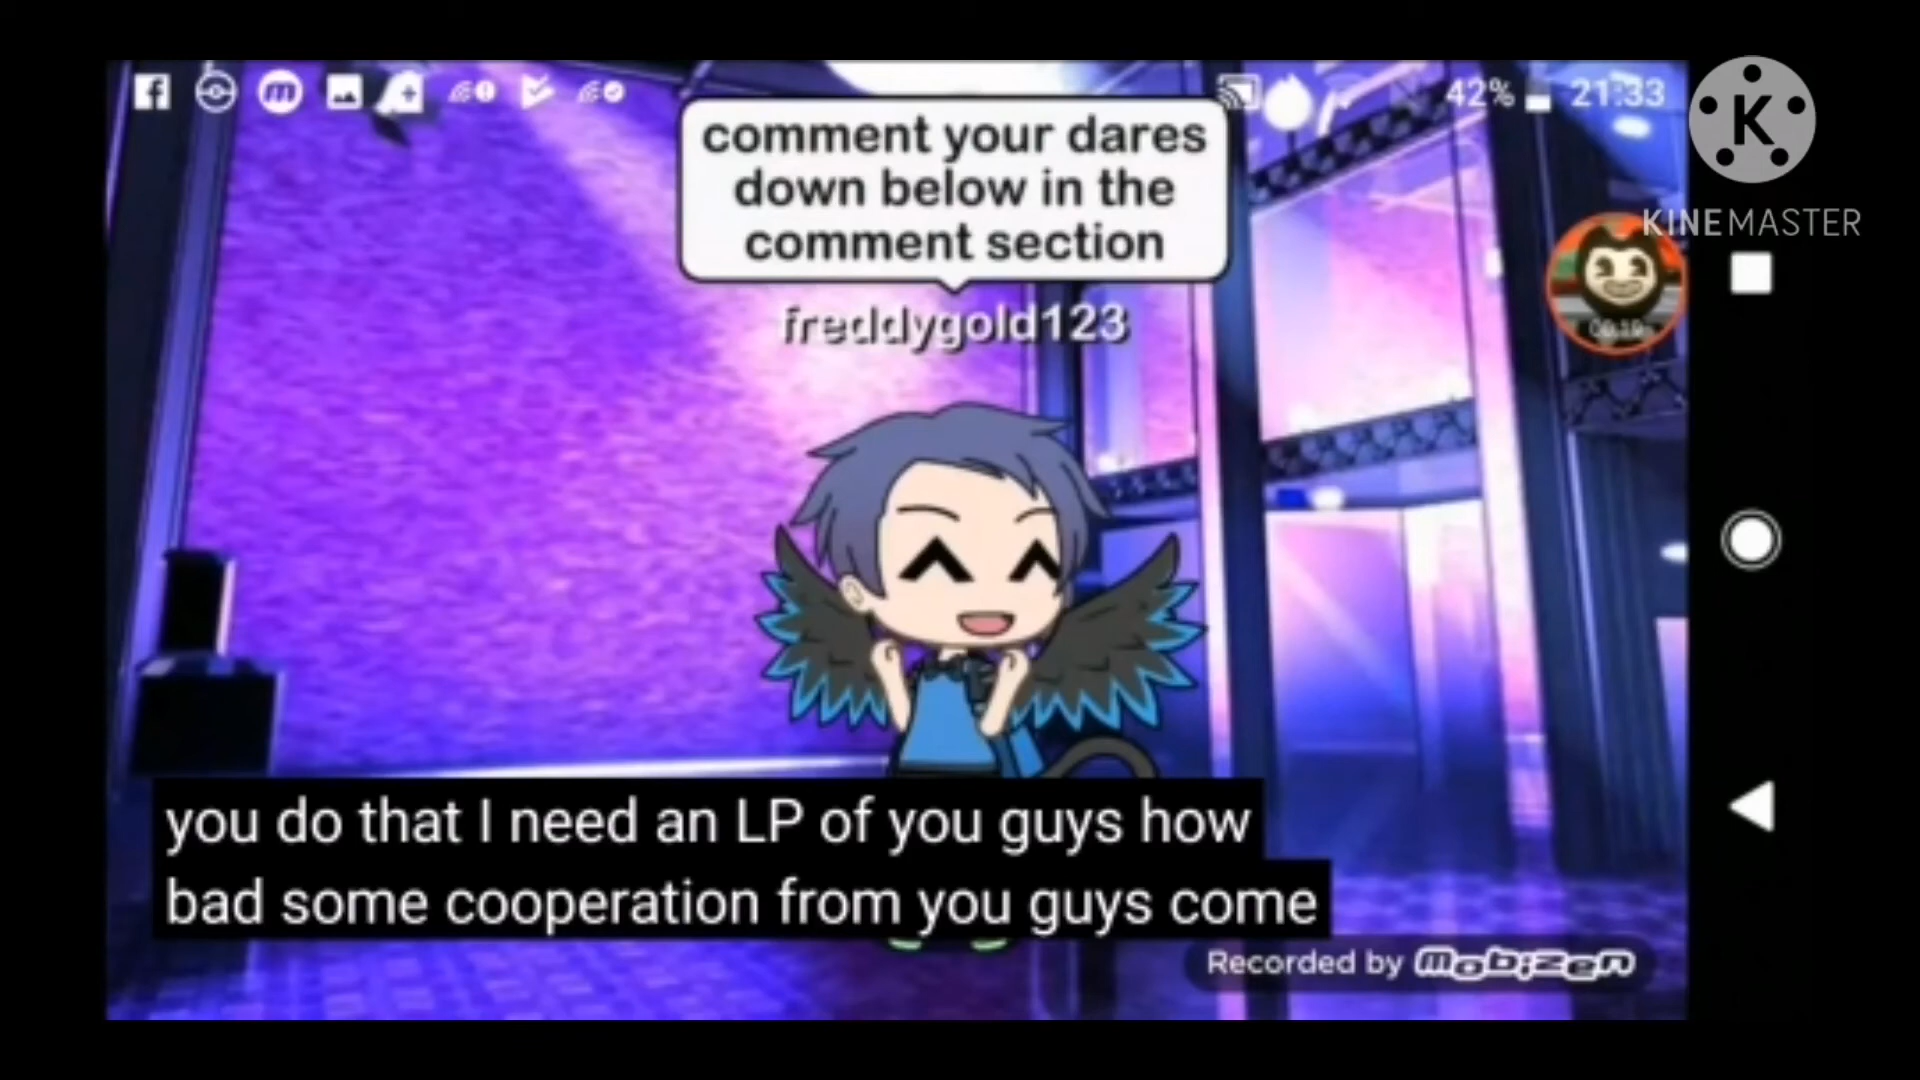 42% 21:33
K
KINEMASTER
comment your dares
down below in the
comment section
freddygold123
you do that I need an LP of you guys how
bad some cooperation from you guys come
Recorded by mobizen